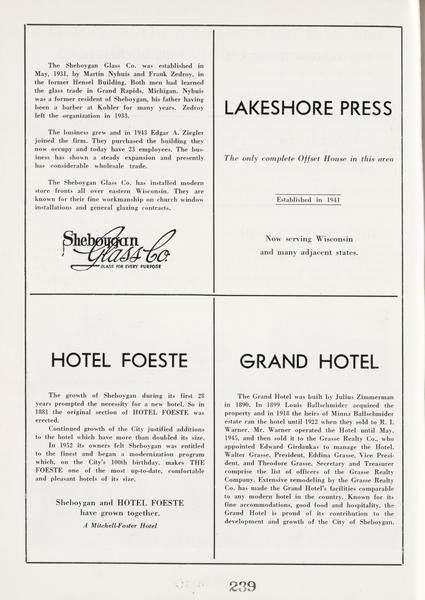 The Sheboygan Glass Co. was established in
May, 1931, by Martin Nyhuis and Frank Zedroy, in
the former Hensel Building. Both men had learned
the glass trade in Grand Rapids, Michigan. Nyhuis
was a former resident of Sheboygan, his father having
been a barber at Kohler for many years. Zedroy
left the organization in 1933.
The business grew and in 1943 Edgar A. Ziegler
joined the firm. They purchased the building they
now occupy and today have 23 employees. The bus-
iness has shown a steady expansion and presently
has considerable wholesale trade.
The Sheboygan Glass Co. has installed modern
store fronts all over eastern Wisconsin. They are
known for their fine workmanship on church window
installations and general glazing contracts.
Sheboygan
Glass Co
GLASS FOR EVERY PURPOSE
LAKESHORE PRESS
The only complete Offset House in this area
Established in 1943
Now serving Wisconsin
and many adjacent states.
HOTEL FOESTE
The growth of Sheboygan during its first 28
years prompted the necessity for a new hotel. So in
1881 the original section of HOTEL FOESTE was
erected.
Continued growth of the City justified additions
to the hotel which have more than doubled its size.
In 1952 its owners felt Sheboygan was entitled
to the finest and began a modernization program
which, on the City's 100th birthday, makes THE
FOESTE one of the most up-to-date, comfortable
and pleasant hotels of its size.
Sheboygan and HOTEL FOESTE
have grown together.
A Mitchell-Foster Hotel
GRAND HOTEL
The Grand Hotel was built by Julius Zimmerman
in 1890. In 1899 Louis Ballschmider acquired the
property and in 1918 the heirs of Minna Ballschmider
estate ran the hotel until 1922 when they sold to R. I.
Warner. Mr. Warner operated the Hotel until May,
1945, and then sold it to the Grasse Realty Co., who
appointed Edward Girdaukas to manage the Hotel.
Walter Grasse, President, Eddina Grasse, Vice Presi-
dent, and Theodore Grasse, Secretary and Treasurer
comprise the list of officers of the Grasse Realty
Company. Extensive remodeling by the Grasse Realty
Co. has made the Grand Hotel's facilities comparable
to any modern hotel in the country. Known for its
fine accommodations, good food and hospitality, the
Grand Hotel is proud of its contribution to the
development and growth of the City of Sheboygan.
239